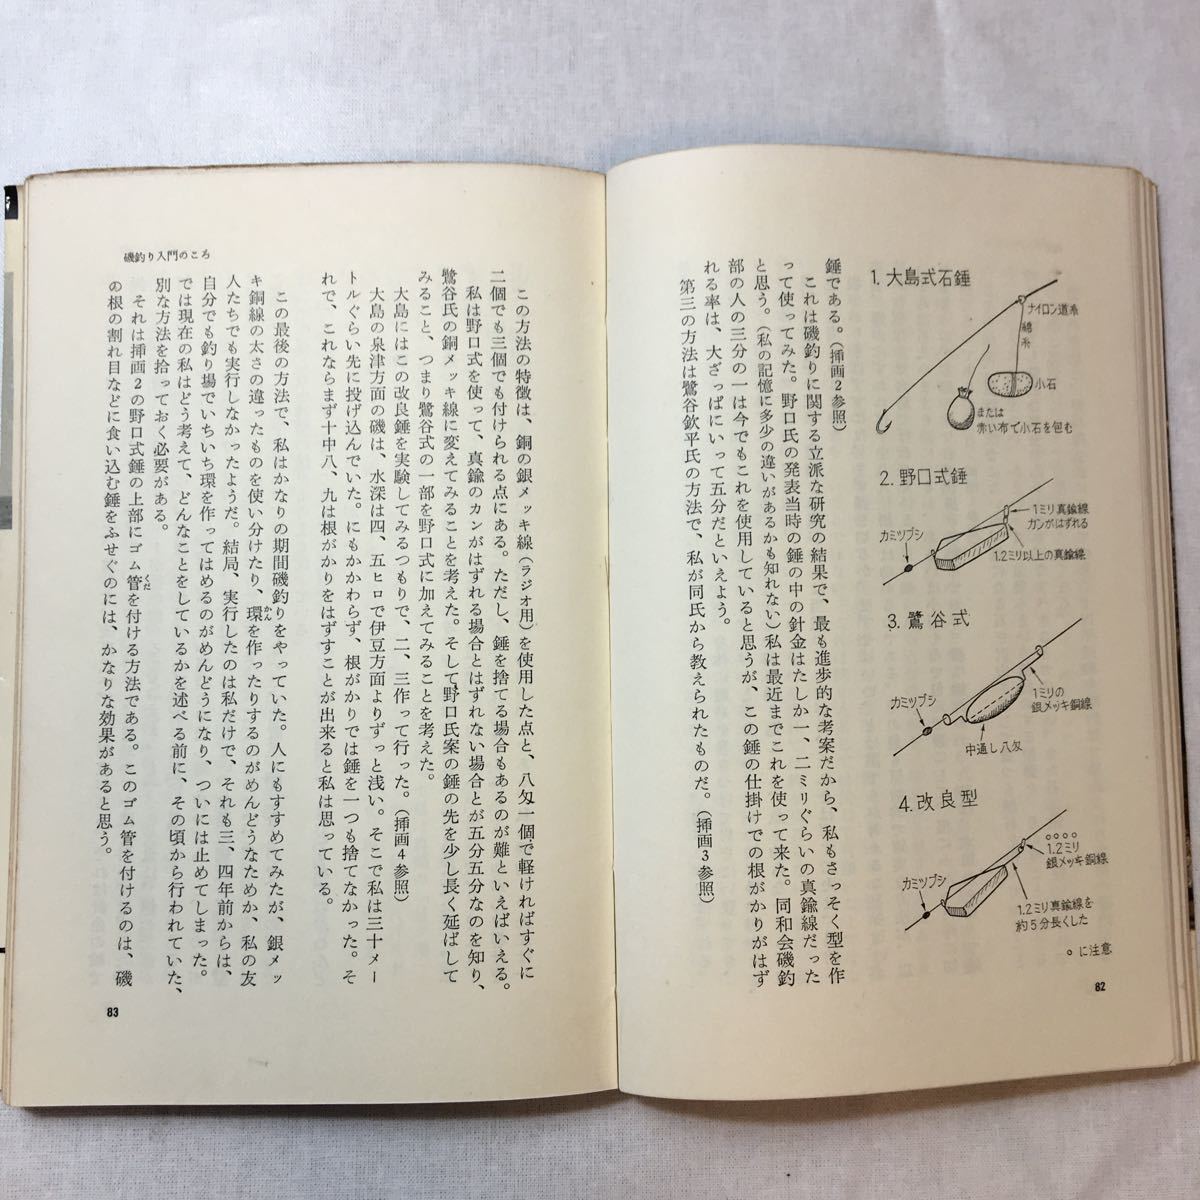 1. 大島式石錘
ナイロン道糸
綿糸
小石
または
赤い布で小石を包む
2. 野口式錘
1ミリ真鍮線
カンがはずれる
カミツブシ
1.2ミリ以上の真鍮線
3. 鷺谷式
カミツブシ
1ミリの
銀メッキ銅線
中通し八匁
4. 改良型
1.2ミリ
銀メッキ銅線
カミツブシ
1.2ミリ真鍮線を
約5分長くした
○に注意
錘である。（挿画2参照）
これは磯釣りに関する立派な研究の結果で、最も進歩的な考案だから、私もさっそく型を作
って使ってみた。野口氏の発表当時の錘の中の針金はたしか一、二ミリぐらいの真鍮線だった
と思う。（私の記憶に多少の違いがあるかも知れない）私は最近までこれを使って来た。同和会磯釣
部の人の三分の一は今でもこれを使用していると思うが、この錘の仕掛けでの根がかりがはず
れる率は、大ざっぱにいって五分だといえよう。
第三の方法は鷺谷欽平氏の方法で、私が同氏から教えられたものだ。（挿画3参照）
82
この方法の特徴は、銅の銀メッキ線（ラジオ用）を使用した点と、八匁一個で軽ければすぐに
二個でも三個でも付けられる点にある。ただし、錘を捨てる場合もあるのが難といえばいえる。
私は野口式を使って、真鍮のカンがはずれる場合とはずれない場合とが五分五分なのを知り、
鷺谷氏の銅メッキ線に変えてみることを考えた。そして野口氏案の錘の先を少し長く延ばして
みること、つまり鷺谷式の一部を野口式に加えてみることを考えた。
大島にはこの改良錘を実験してみるつもりで、二、三作って行った。（挿画4参照）
大島の泉津方面の磯は、水深は四、五ヒロで伊豆方面よりずっと浅い。そこで私は三十メー
トルぐらい先に投げ込んでいた。にもかかわらず、根がかりでは錘を一つも捨てなかった。そ
れで、これならまず十中八、九は根がかりをはずすことが出来ると私は思っている。
この最後の方法で、私はかなりの期間磯釣りをやっていた。人にもすすめてみたが、銀メッ
キ銅線の太さの違ったものを使い分けたり、環かんを作ったりするのがめんどうなためか、私の友
人たちでも実行しなかったようだ。結局、実行したのは私だけで、それも三、四年前からは、
自分でも釣り場でいちいち環を作ってはめるのがめんどうになり、ついには止めてしまった。
では現在の私はどう考えて、どんなことをしているかを述べる前に、その頃から行われていた、
別な方法を拾っておく必要がある。
それは挿画2の野口式錘の上部にゴム管くだを付ける方法である。このゴム管を付けるのは、磯
の根の割れ目などに食い込む錘をふせぐのには、かなりな効果があると思う。
磯釣り入門のころ
83